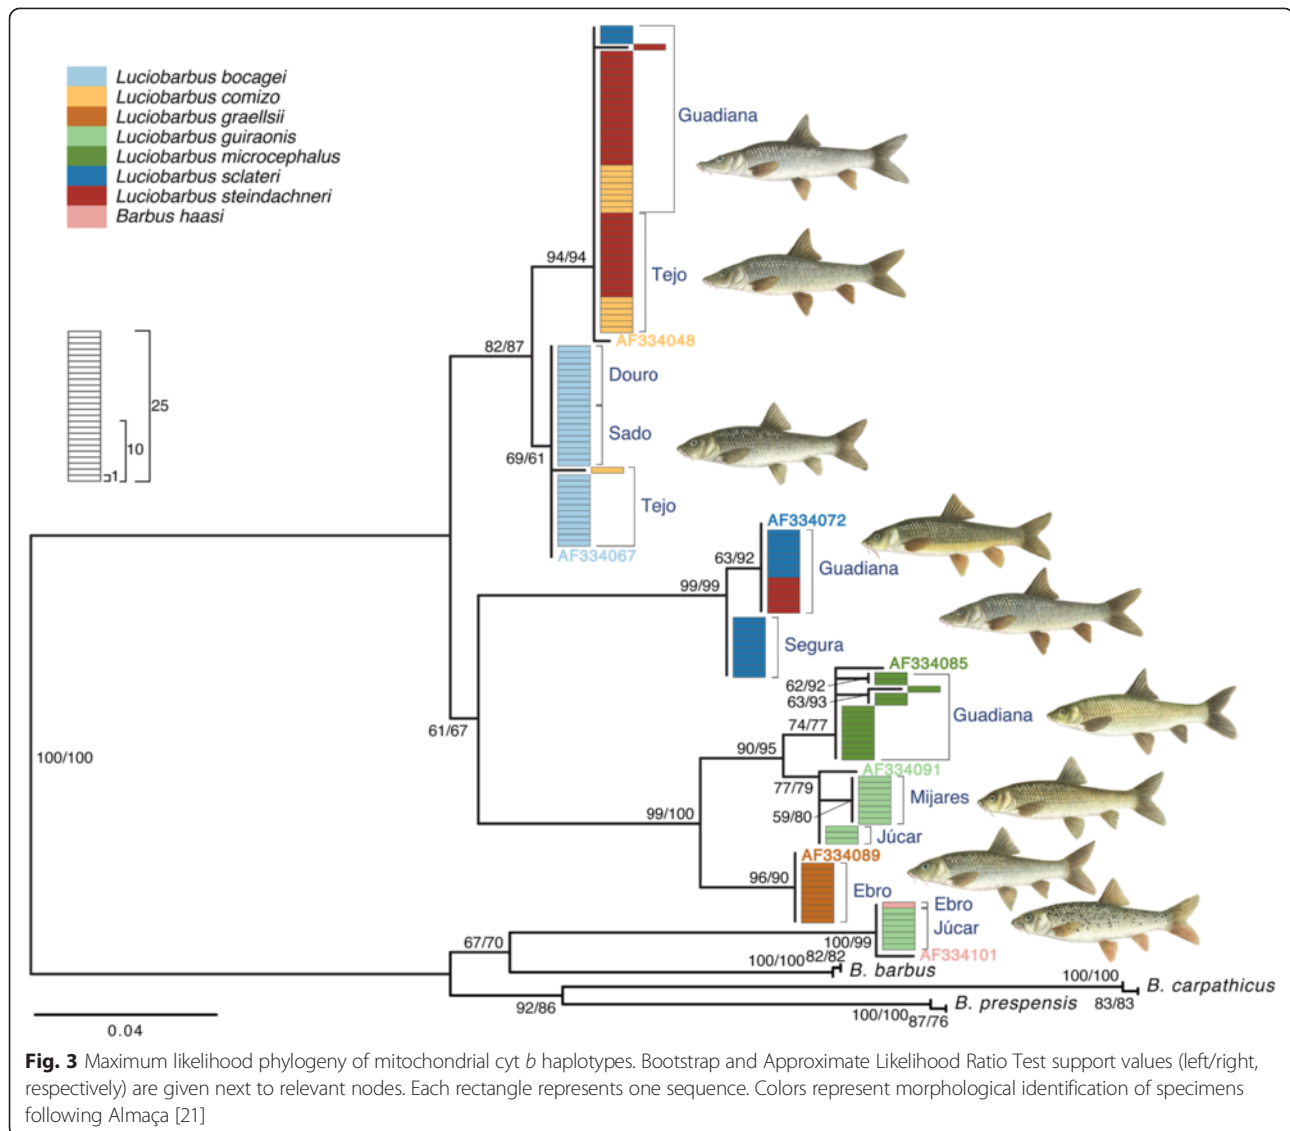 Luciobarbus bocagei
Luciobarbus comizo
Luciobarbus graellsii
Luciobarbus guiraonis
Luciobarbus microcephalus
Luciobarbus sclateri
Luciobarbus steindachneri
Barbus haasi
25
10
1
Guadiana
94/94
Tejo
AF334048
82/87
Douro
Sado
69/61
Tejo
AF334067
AF334072
63/92
Guadiana
99/99
Segura
AF334085
62/92
63/93
Guadiana
74/77
61/67
90/95
100/100
AF334091
77/79
Mijares
59/80
99/100
Júcar
AF334089
96/90
Ebro
Ebro
Júcar
67/70
100/99
AF334101
82/82
100/100
B. barbus
100/100
B. carpathicus
83/83
92/86
B. prespensis
100/100
87/76
0.04
Fig. 3 Maximum likelihood phylogeny of mitochondrial cyt b haplotypes. Bootstrap and Approximate Likelihood Ratio Test support values (left/right,
respectively) are given next to relevant nodes. Each rectangle represents one sequence. Colors represent morphological identification of specimens
following Almaça [21]